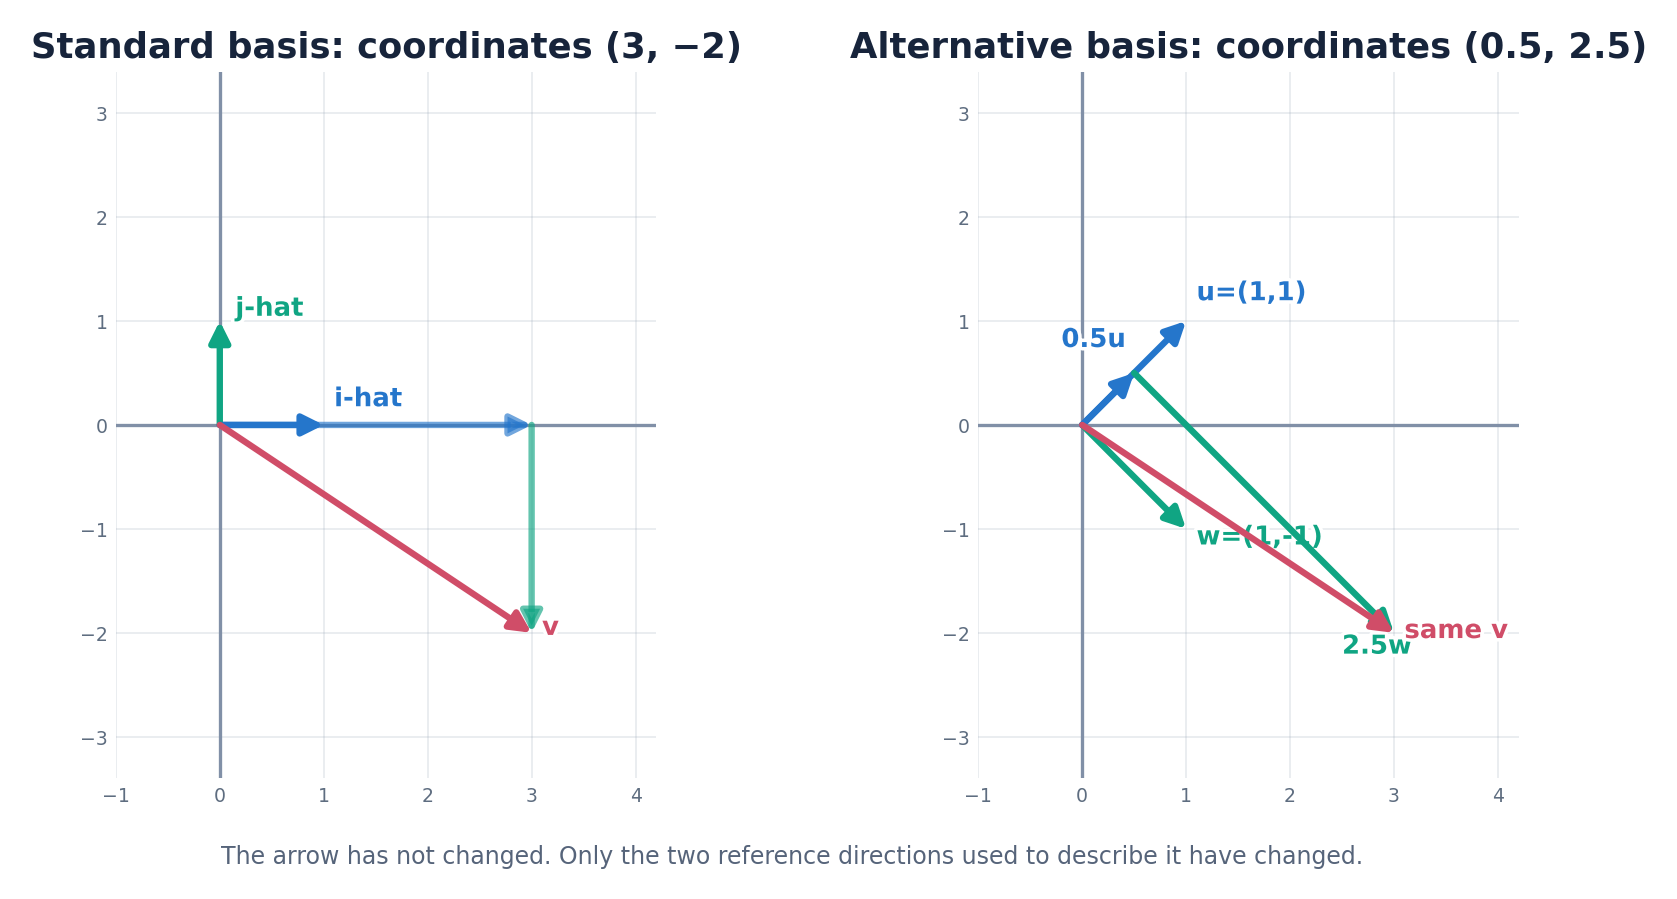 Standard basis: coordinates (3, −2)
3
2
1
0
−1
−2
−3
−1 0 1 2 3 4
j-hat
i-hat
v
Alternative basis: coordinates (0.5, 2.5)
3
2
1
0
−1
−2
−3
−1 0 1 2 3 4
u=(1,1)
0.5u
w=(1,-1)
same v
2.5w
The arrow has not changed. Only the two reference directions used to describe it have changed.